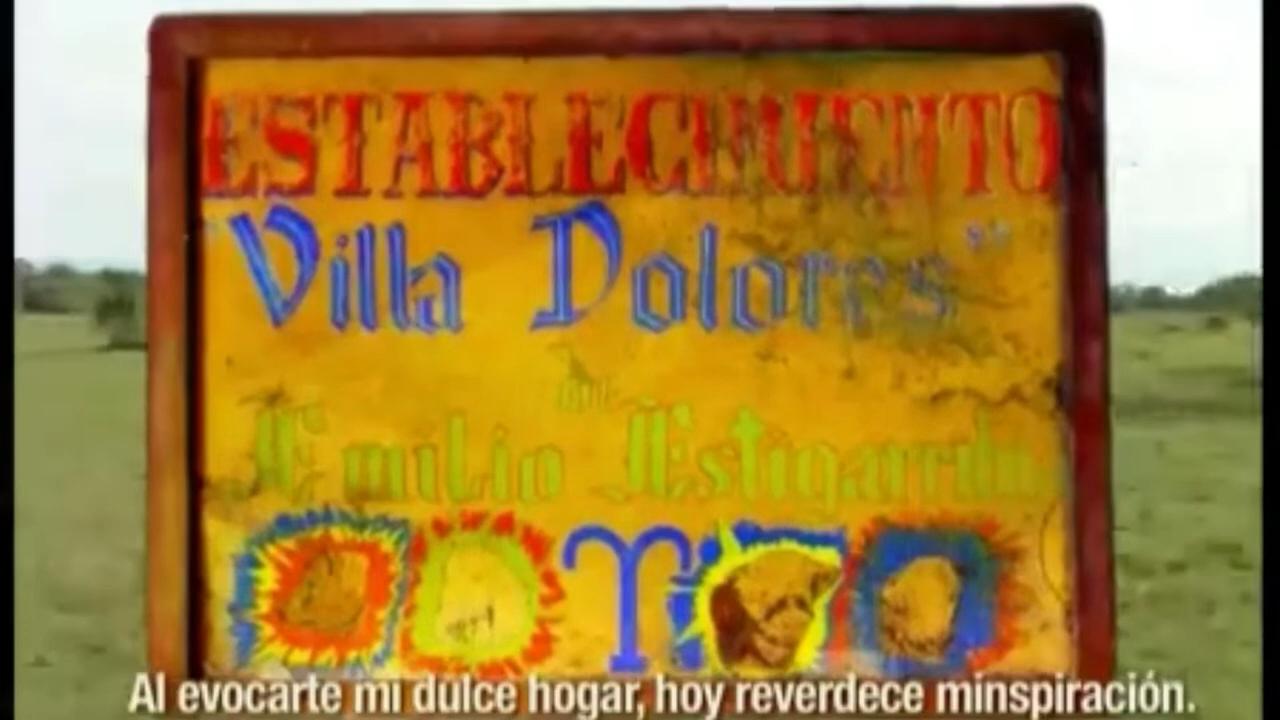 ESTABLECIMIENTO
"Villa Dolores"
DE
Emilio Estigarribia
Al evocarte mi dulce hogar, hoy reverdece minspiración.